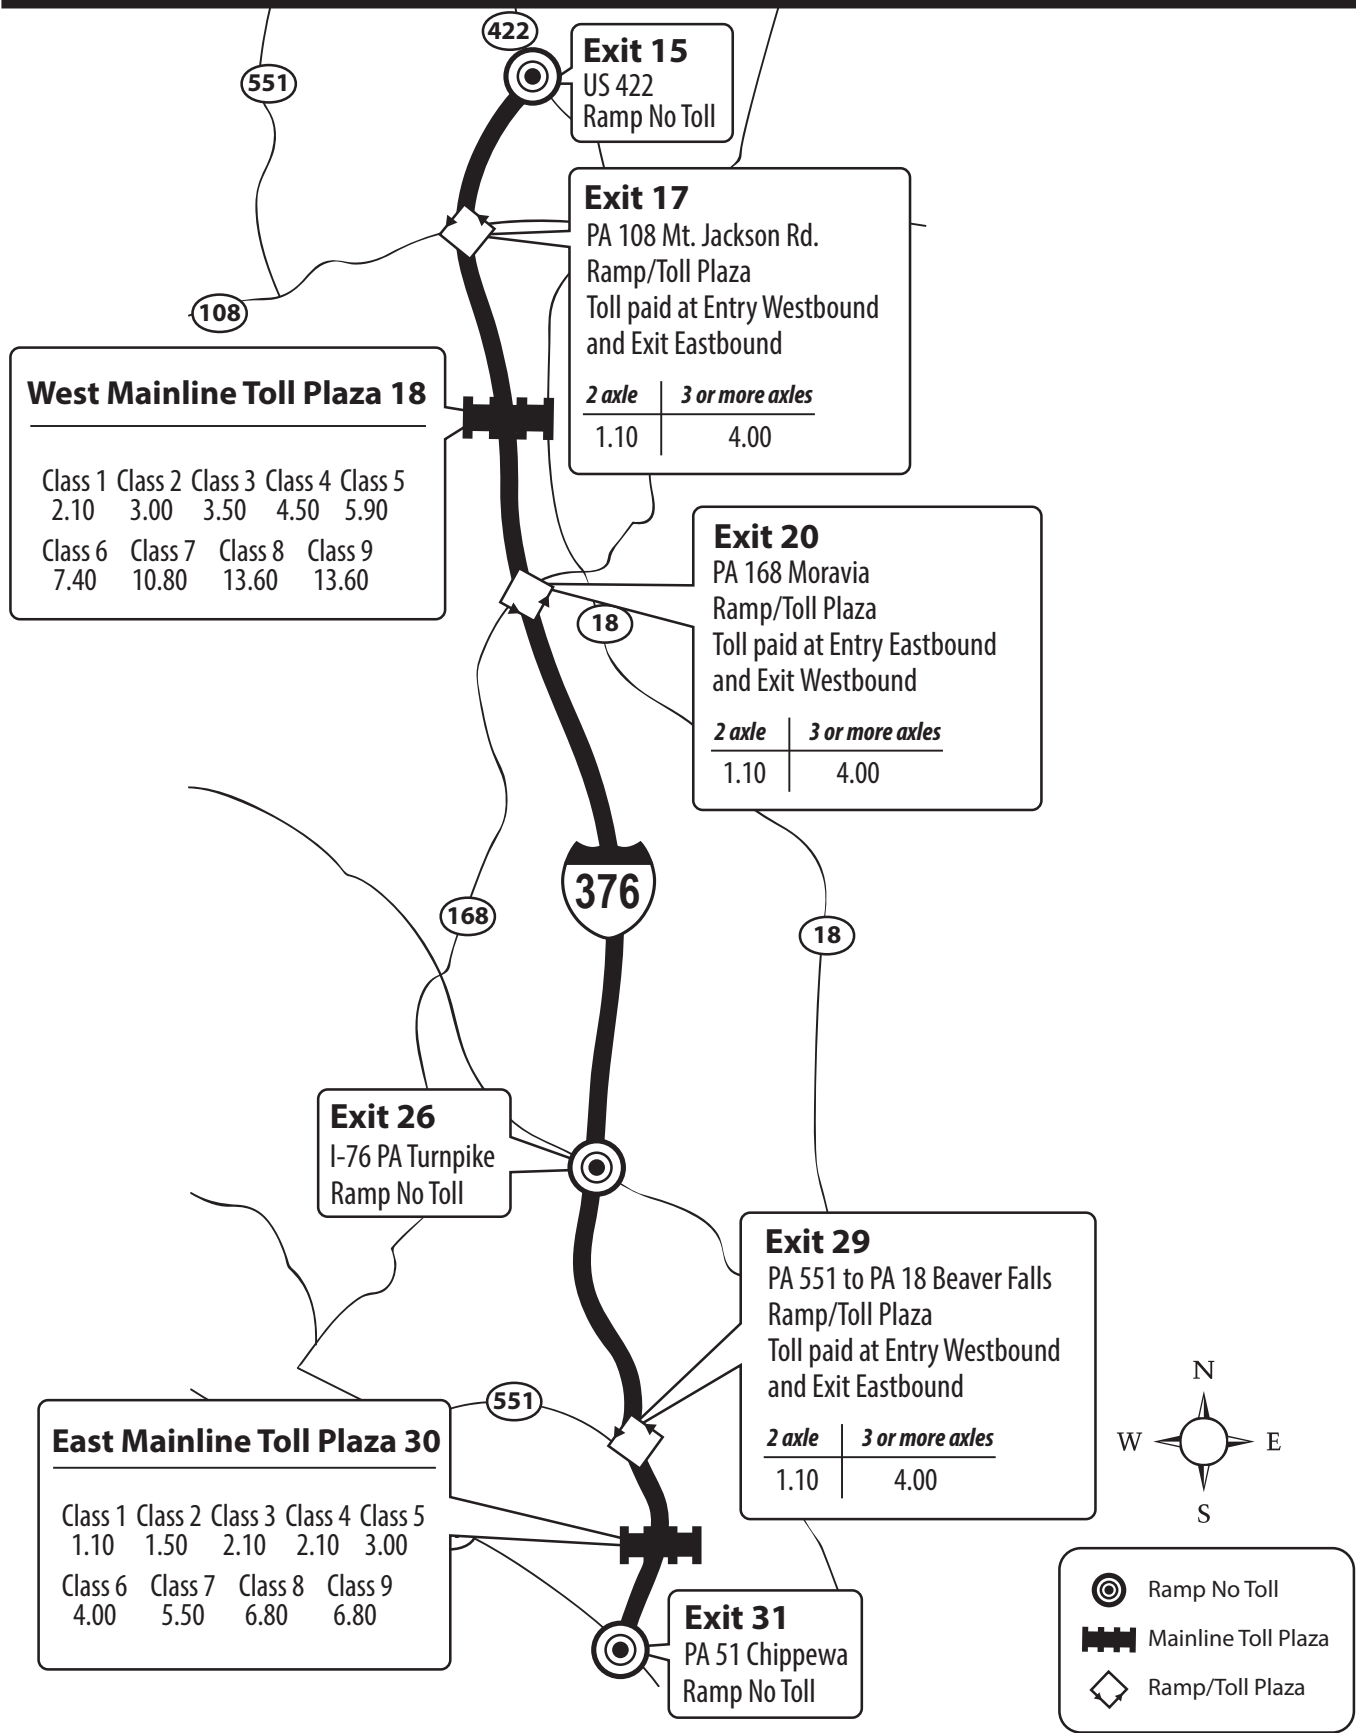 422
Exit 15
US 422
Ramp No Toll
551
Exit 17
PA 108 Mt. Jackson Rd.
Ramp/Toll Plaza
Toll paid at Entry Westbound
and Exit Eastbound
2 axle 3 or more axles
1.10 4.00
108
West Mainline Toll Plaza 18
Class 1 Class 2 Class 3 Class 4 Class 5
2.10 3.00 3.50 4.50 5.90
Class 6 Class 7 Class 8 Class 9
7.40 10.80 13.60 13.60
Exit 20
PA 168 Moravia
Ramp/Toll Plaza
Toll paid at Entry Eastbound
and Exit Westbound
2 axle 3 or more axles
1.10 4.00
18
376
168
18
Exit 26
I-76 PA Turnpike
Ramp No Toll
Exit 29
PA 551 to PA 18 Beaver Falls
Ramp/Toll Plaza
Toll paid at Entry Westbound
and Exit Eastbound
2 axle 3 or more axles
1.10 4.00
551
East Mainline Toll Plaza 30
Class 1 Class 2 Class 3 Class 4 Class 5
1.10 1.50 2.10 2.10 3.00
Class 6 Class 7 Class 8 Class 9
4.00 5.50 6.80 6.80
Exit 31
PA 51 Chippewa
Ramp No Toll
N
W E
S
Ramp No Toll
Mainline Toll Plaza
Ramp/Toll Plaza